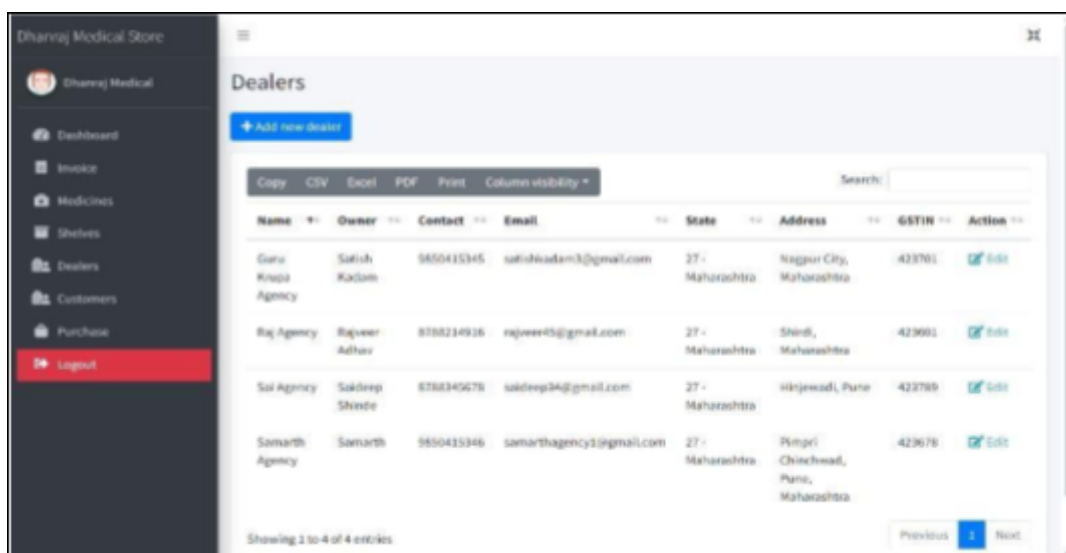 Dhanraj Medical Store
Dhanraj Medical
Dashboard
Invoice
Medicines
Shelves
Dealers
Customers
Purchase
Logout
Dealers
+ Add new dealer
Copy CSV Excel PDF Print Column visibility
Search:
Name Owner Contact Email State Address GSTIN Action
Guru Satish 9850415345 satishkadam3@gmail.com 27 - Nagpur City, 423701 Edit
Krupa Kadam Maharashtra Maharashtra
Agency
Raj Agency Rajveer 8788214936 rajveer45@gmail.com 27 - Shirdi, 423601 Edit
Adhav Maharashtra Maharashtra
Sai Agency Saideep 8788345678 saideep34@gmail.com 27 - Hinjewadi, Pune 423789 Edit
Shinde Maharashtra
Samarth Samarth 9850415346 samarthagency1@gmail.com 27 - Pimpri 423678 Edit
Agency Maharashtra Chinchwad,
Pune,
Maharashtra
Showing 1 to 4 of 4 entries
Previous 1 Next